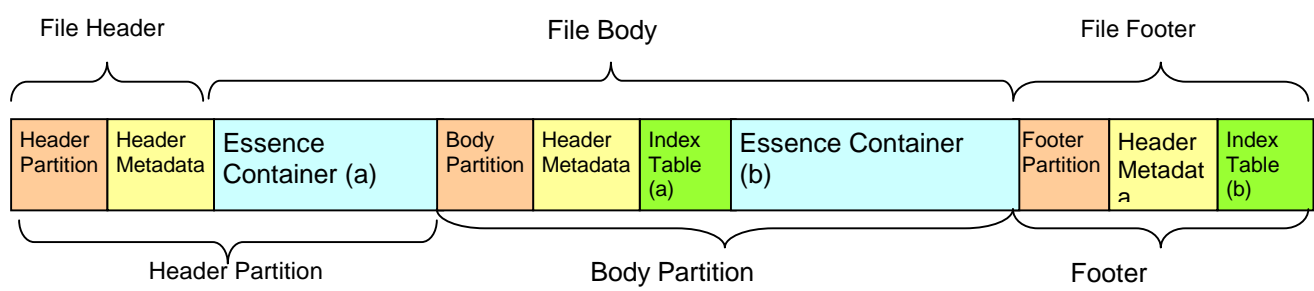 File Header
File Body
File Footer
Header
Partition
Header
Metadata
Essence
Container (a)
Body
Partition
Header
Metadata
Index
Table
(a)
Essence Container
(b)
Footer
Partition
Header
Metadat
a
Index
Table
(b)
Header Partition
Body Partition
Footer